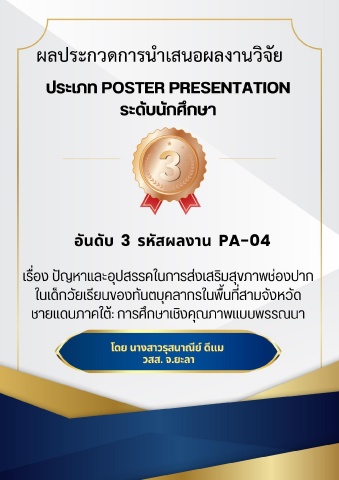 ผลประกวดการนำเสนอผลงานวิจัย
ประเภท POSTER PRESENTATION
ระดับนักศึกษา
3
อันดับ 3 รหัสผลงาน PA-04
เรื่อง ปัญหาและอุปสรรคในการส่งเสริมสุขภาพช่องปาก
ในเด็กวัยเรียนของทันตบุคลากรในพื้นที่สามจังหวัด
ชายแดนภาคใต้: การศึกษาเชิงคุณภาพแบบพรรณนา
โดย นางสาวรุสนาณีย์ ดีแม
วสส. จ.ยะลา